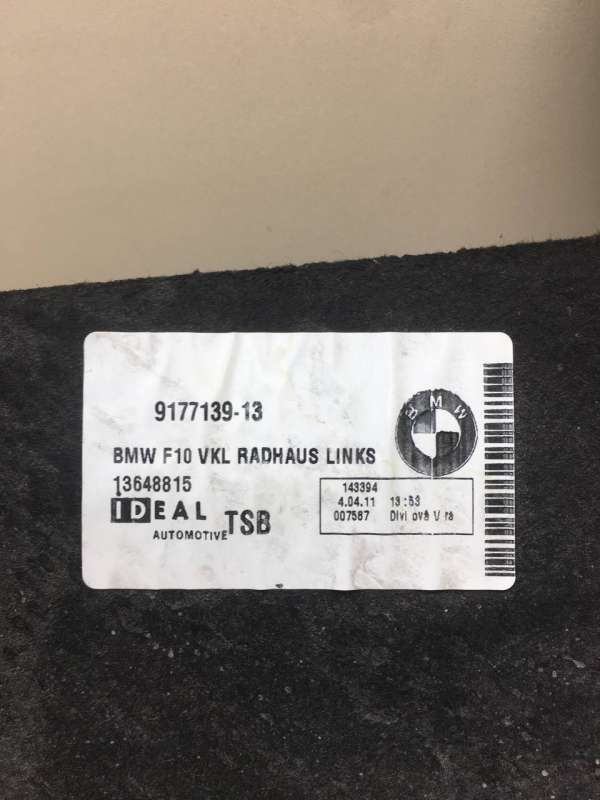 9177139-13
BMW
BMW F10 VKL RADHAUS LINKS
13648815
IDEAL
AUTOMOTIVE
TSB
143394
4.04.11 13:53
007587